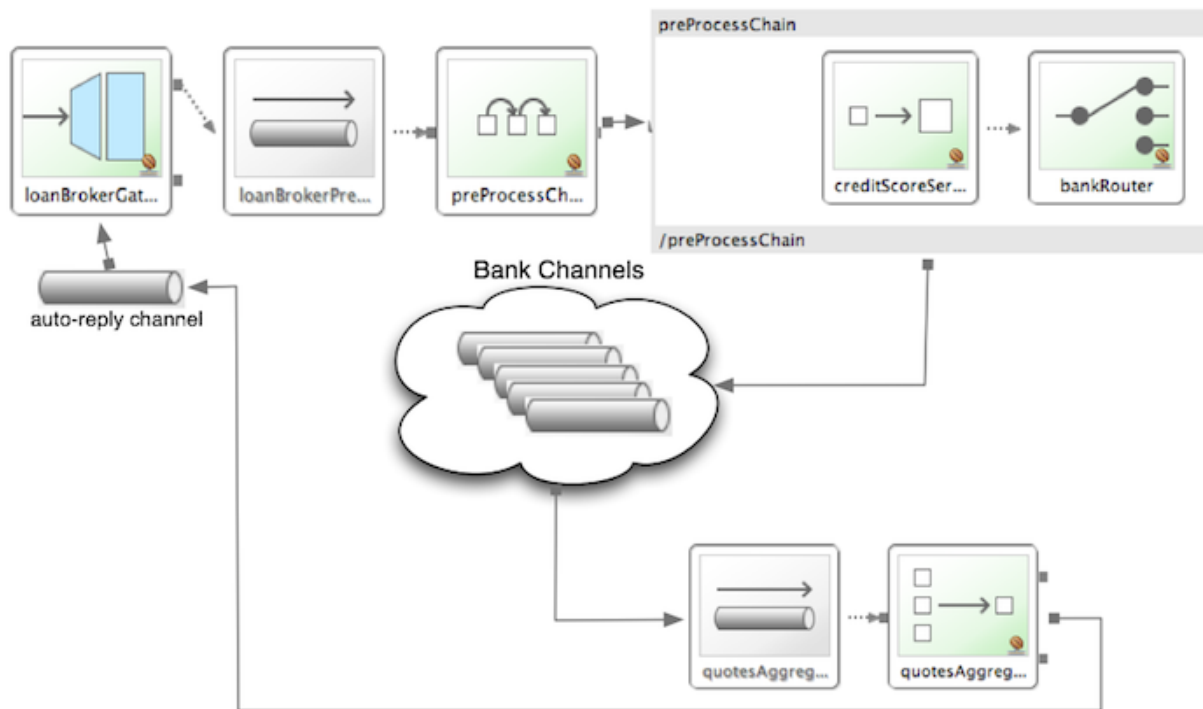 preProcessChain
loanBrokerGat...
loanBrokerPre...
preProcessCh...
creditScoreSer...
bankRouter
/preProcessChain
Bank Channels
auto-reply channel
quotesAggreg...
quotesAggreg...